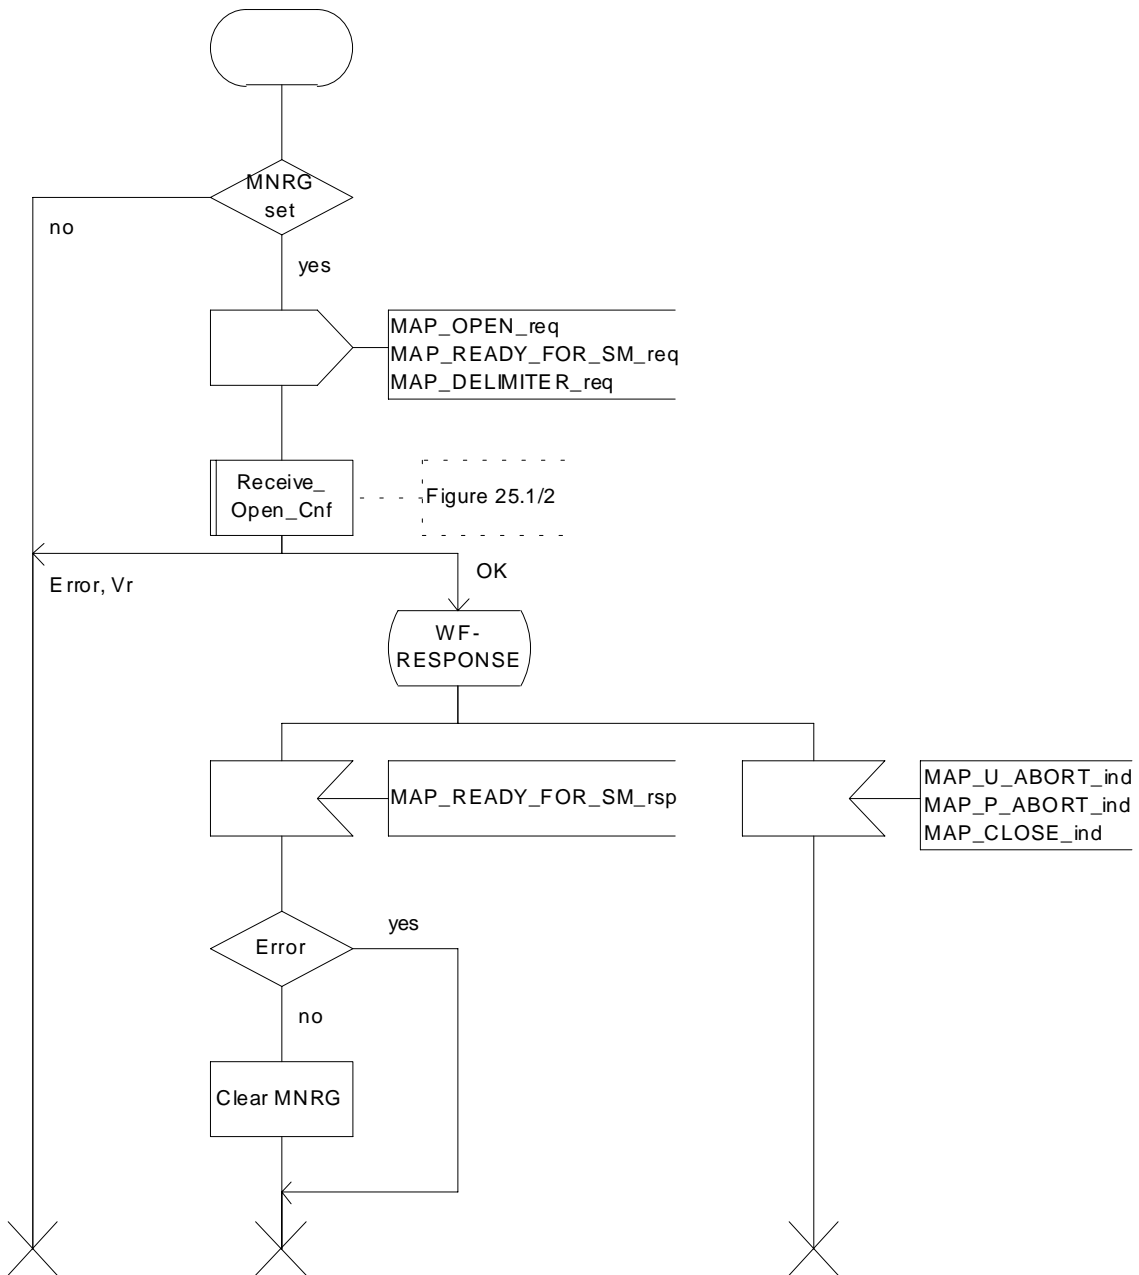 MNRG
set
no
yes
MAP_OPEN_req
MAP_READY_FOR_SM_req
MAP_DELIMITER_req
Receive_
Open_Cnf
Figure 25.1/2
Error, Vr
OK
WF-
RESPONSE
MAP_READY_FOR_SM_rsp
MAP_U_ABORT_ind
MAP_P_ABORT_ind
MAP_CLOSE_ind
Error
yes
no
Clear MNRG